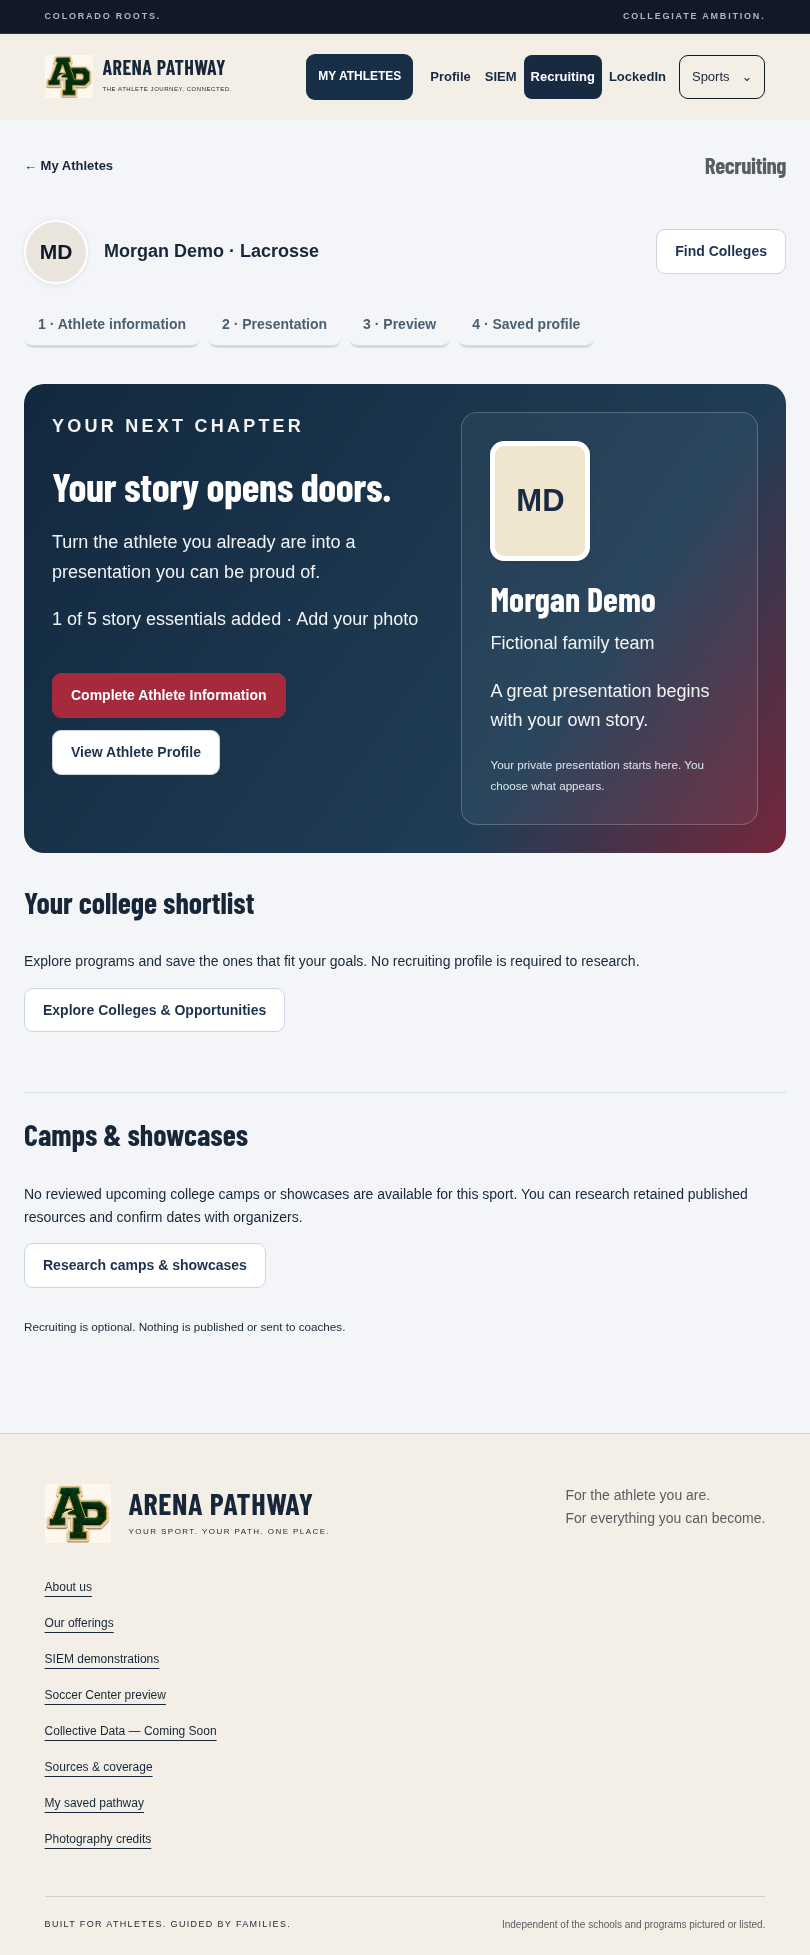 COLORADO ROOTS.
COLLEGIATE AMBITION.
AP
ARENA PATHWAY
THE ATHLETE JOURNEY, CONNECTED.
MY ATHLETES
Profile
SIEM
Recruiting
LockedIn
Sports
← My Athletes
Recruiting
MD
Morgan Demo · Lacrosse
Find Colleges
1 · Athlete information
2 · Presentation
3 · Preview
4 · Saved profile
YOUR NEXT CHAPTER
Your story opens doors.
Turn the athlete you already are into a
presentation you can be proud of.
1 of 5 story essentials added · Add your photo
Complete Athlete Information
View Athlete Profile
MD
Morgan Demo
Fictional family team
A great presentation begins
with your own story.
Your private presentation starts here. You
choose what appears.
Your college shortlist
Explore programs and save the ones that fit your goals. No recruiting profile is required to research.
Explore Colleges & Opportunities
Camps & showcases
No reviewed upcoming college camps or showcases are available for this sport. You can research retained published
resources and confirm dates with organizers.
Research camps & showcases
Recruiting is optional. Nothing is published or sent to coaches.
AP
ARENA PATHWAY
YOUR SPORT. YOUR PATH. ONE PLACE.
For the athlete you are.
For everything you can become.
About us
Our offerings
SIEM demonstrations
Soccer Center preview
Collective Data — Coming Soon
Sources & coverage
My saved pathway
Photography credits
BUILT FOR ATHLETES. GUIDED BY FAMILIES.
Independent of the schools and programs pictured or listed.